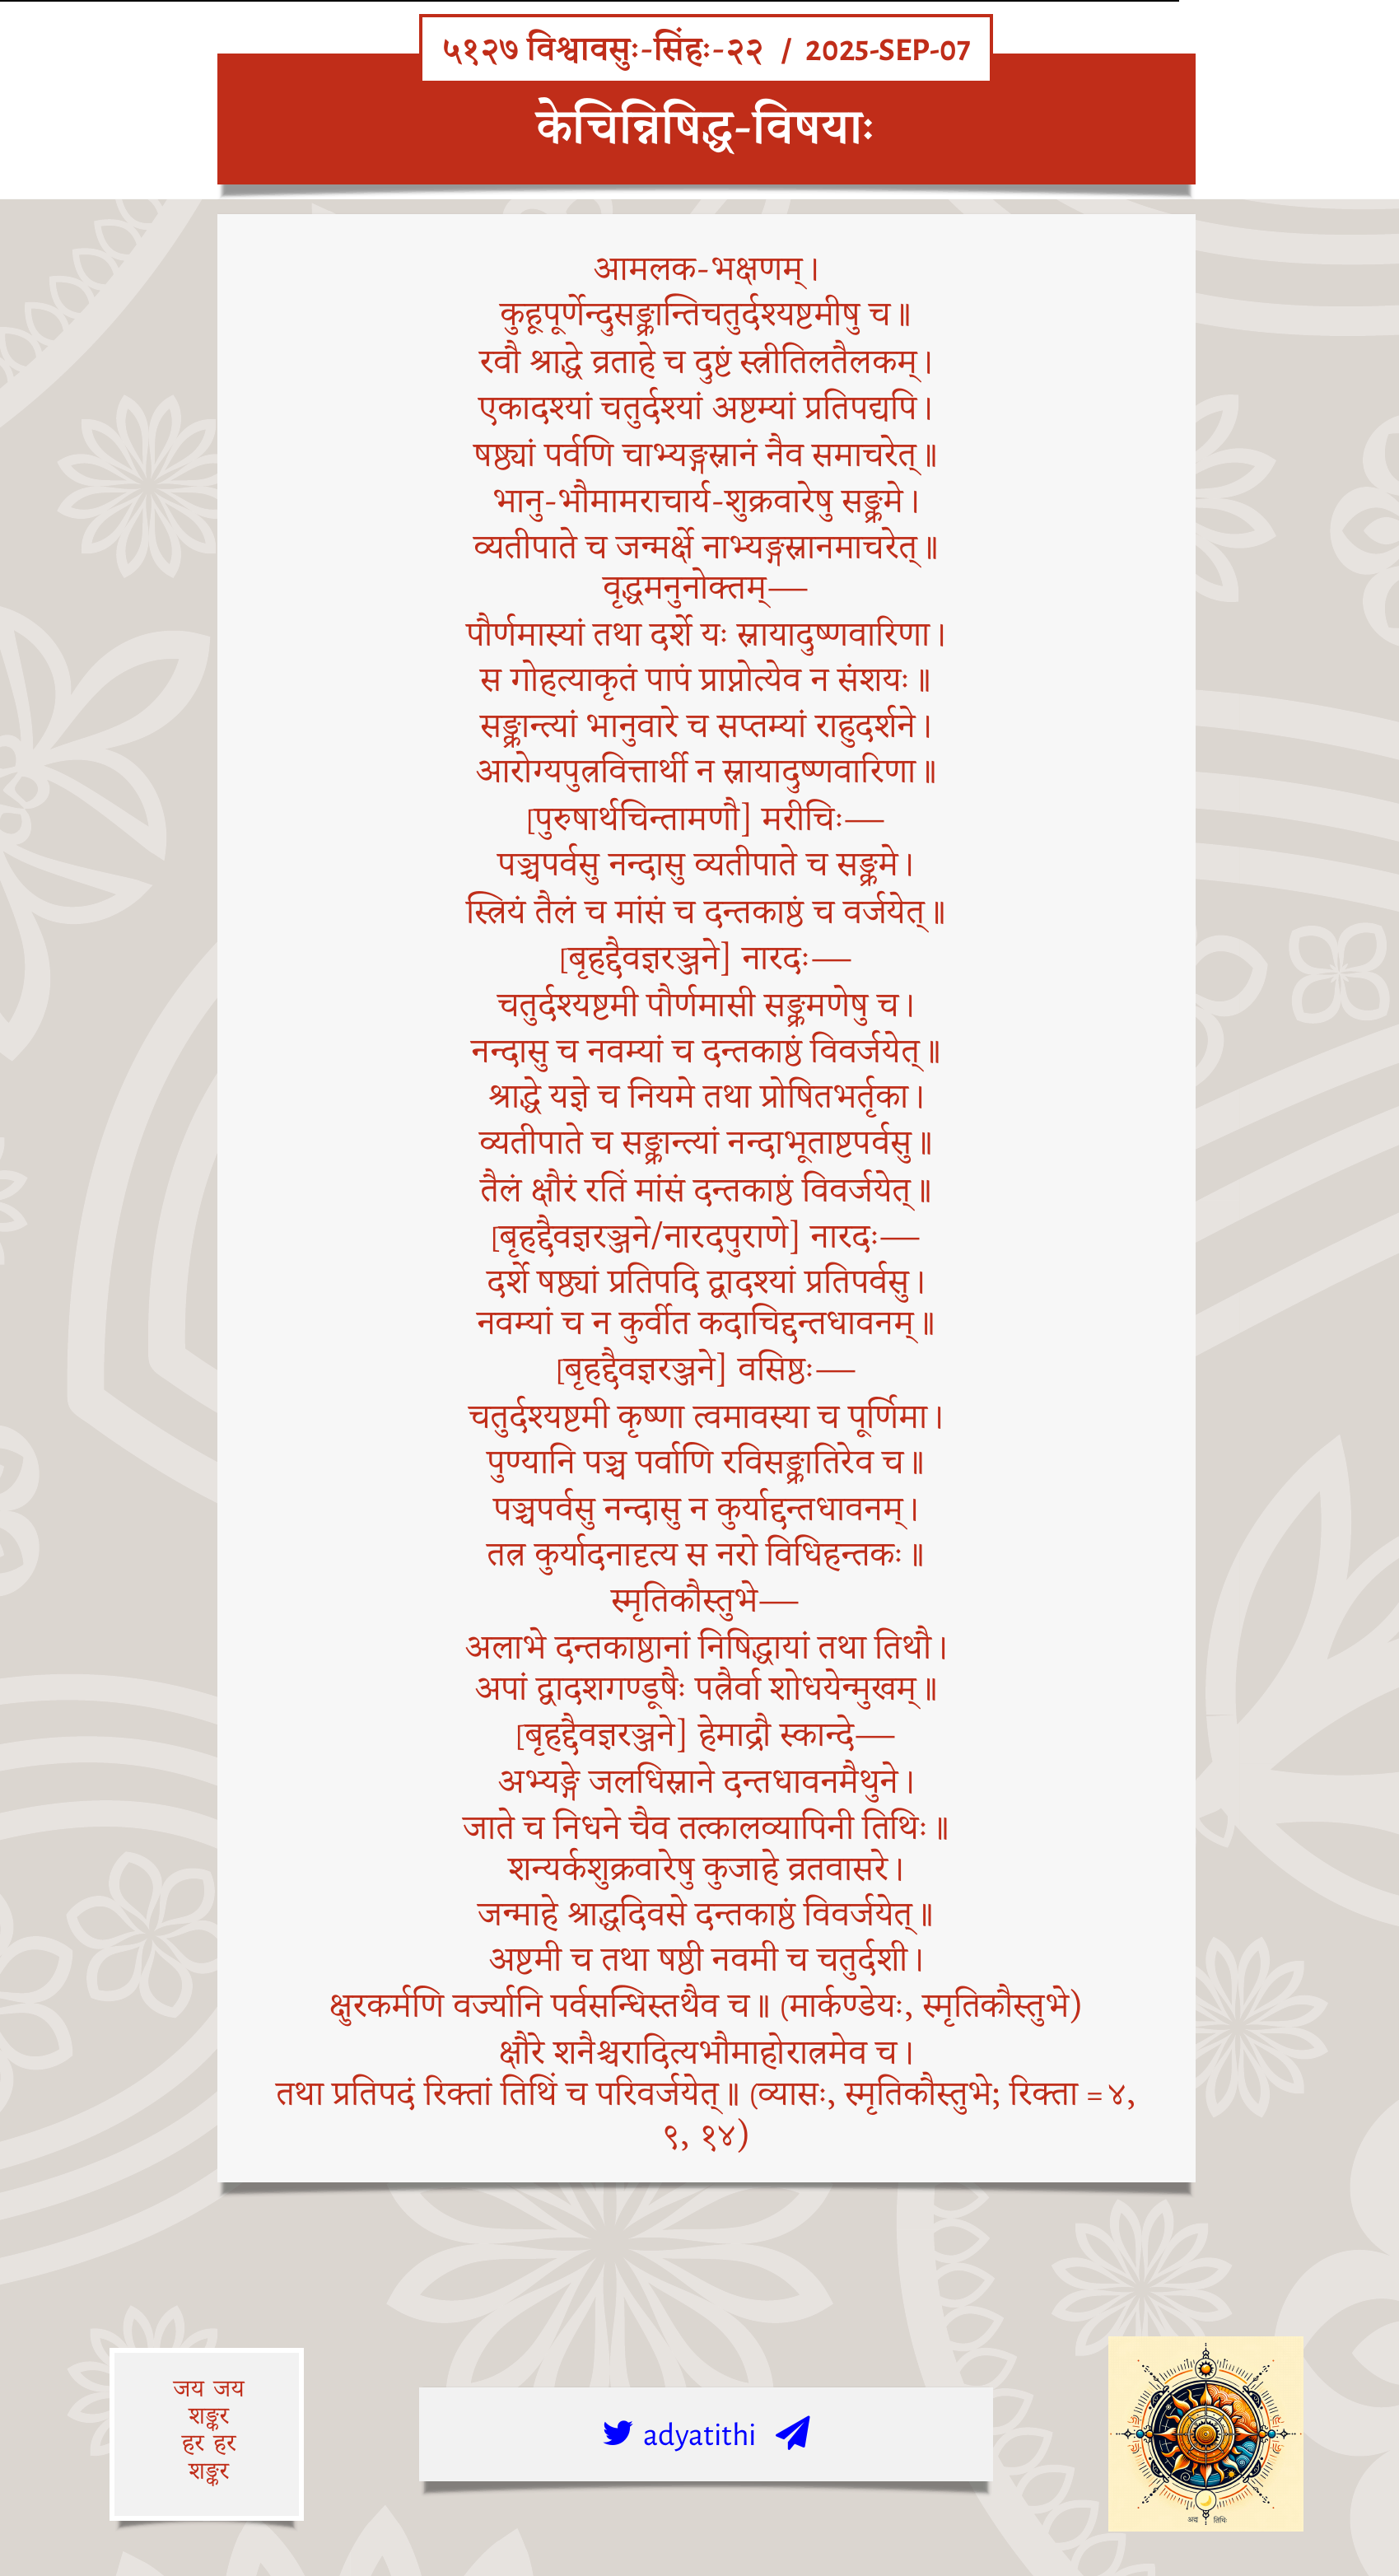 ५१२७ विश्वावसुः-सिंहः-२२ / 2025-SEP-07
केचिन्निषिद्ध-विषयाः
आमलक-भक्षणम्।
कुहूपूर्णेन्दुसङ्क्रान्तिचतुर्दश्यष्टमीषु च॥
रवौ श्राद्धे व्रताहे च दुष्टं स्त्रीतिलतैलकम्।
एकादश्यां चतुर्दश्यां अष्टम्यां प्रतिपद्यपि।
षष्ठ्यां पर्वणि चाभ्यङ्गस्नानं नैव समाचरेत्॥
भानु-भौमामराचार्य-शुक्रवारेषु सङ्क्रमे।
व्यतीपाते च जन्मर्क्षे नाभ्यङ्गस्नानमाचरेत्॥
वृद्धमनुनोक्तम्—
पौर्णमास्यां तथा दर्शे यः स्नायादुष्णवारिणा।
स गोहत्याकृतं पापं प्राप्नोत्येव न संशयः॥
सङ्क्रान्त्यां भानुवारे च सप्तम्यां राहुदर्शने।
आरोग्यपुत्रवित्तार्थी न स्नायादुष्णवारिणा॥
[पुरुषार्थचिन्तामणौ] मरीचिः—
पञ्चपर्वसु नन्दासु व्यतीपाते च सङ्क्रमे।
स्त्रियं तैलं च मांसं च दन्तकाष्ठं च वर्जयेत्॥
[बृहद्दैवज्ञरञ्जने] नारदः—
चतुर्दश्यष्टमी पौर्णमासी सङ्क्रमणेषु च।
नन्दासु च नवम्यां च दन्तकाष्ठं विवर्जयेत्॥
श्राद्धे यज्ञे च नियमे तथा प्रोषितभर्तृका।
व्यतीपाते च सङ्क्रान्त्यां नन्दाभूताष्टपर्वसु॥
तैलं क्षौरं रतिं मांसं दन्तकाष्ठं विवर्जयेत्॥
[बृहद्दैवज्ञरञ्जने/नारदपुराणे] नारदः—
दर्शे षष्ठ्यां प्रतिपदि द्वादश्यां प्रतिपर्वसु।
नवम्यां च न कुर्वीत कदाचिद्दन्तधावनम्॥
[बृहद्दैवज्ञरञ्जने] वसिष्ठः—
चतुर्दश्यष्टमी कृष्णा त्वमावस्या च पूर्णिमा।
पुण्यानि पञ्च पर्वाणि रविसङ्क्रातिरेव च॥
पञ्चपर्वसु नन्दासु न कुर्याद्दन्तधावनम्।
तत्र कुर्यादनादृत्य स नरो विधिहन्तकः॥
स्मृतिकौस्तुभे—
अलाभे दन्तकाष्ठानां निषिद्धायां तथा तिथौ।
अपां द्वादशगण्डूषैः पत्रैर्वा शोधयेन्मुखम्॥
[बृहद्दैवज्ञरञ्जने] हेमाद्रौ स्कान्दे—
अभ्यङ्गे जलधिस्नाने दन्तधावनमैथुने।
जाते च निधने चैव तत्कालव्यापिनी तिथिः॥
शन्यर्कशुक्रवारेषु कुजाहे व्रतवासरे।
जन्माहे श्राद्धदिवसे दन्तकाष्ठं विवर्जयेत्॥
अष्टमी च तथा षष्ठी नवमी च चतुर्दशी।
क्षुरकर्मणि वर्ज्यानि पर्वसन्धिस्तथैव च॥ (मार्कण्डेयः, स्मृतिकौस्तुभे)
क्षौरे शनैश्चरादित्यभौमाहोरात्रमेव च।
तथा प्रतिपदं रिक्तां तिथिं च परिवर्जयेत्॥ (व्यासः, स्मृतिकौस्तुभे; रिक्ता = ४,
९, १४)
जय जय
शङ्कर
हर हर
शङ्कर
adyatithi
अद्य तिथिः